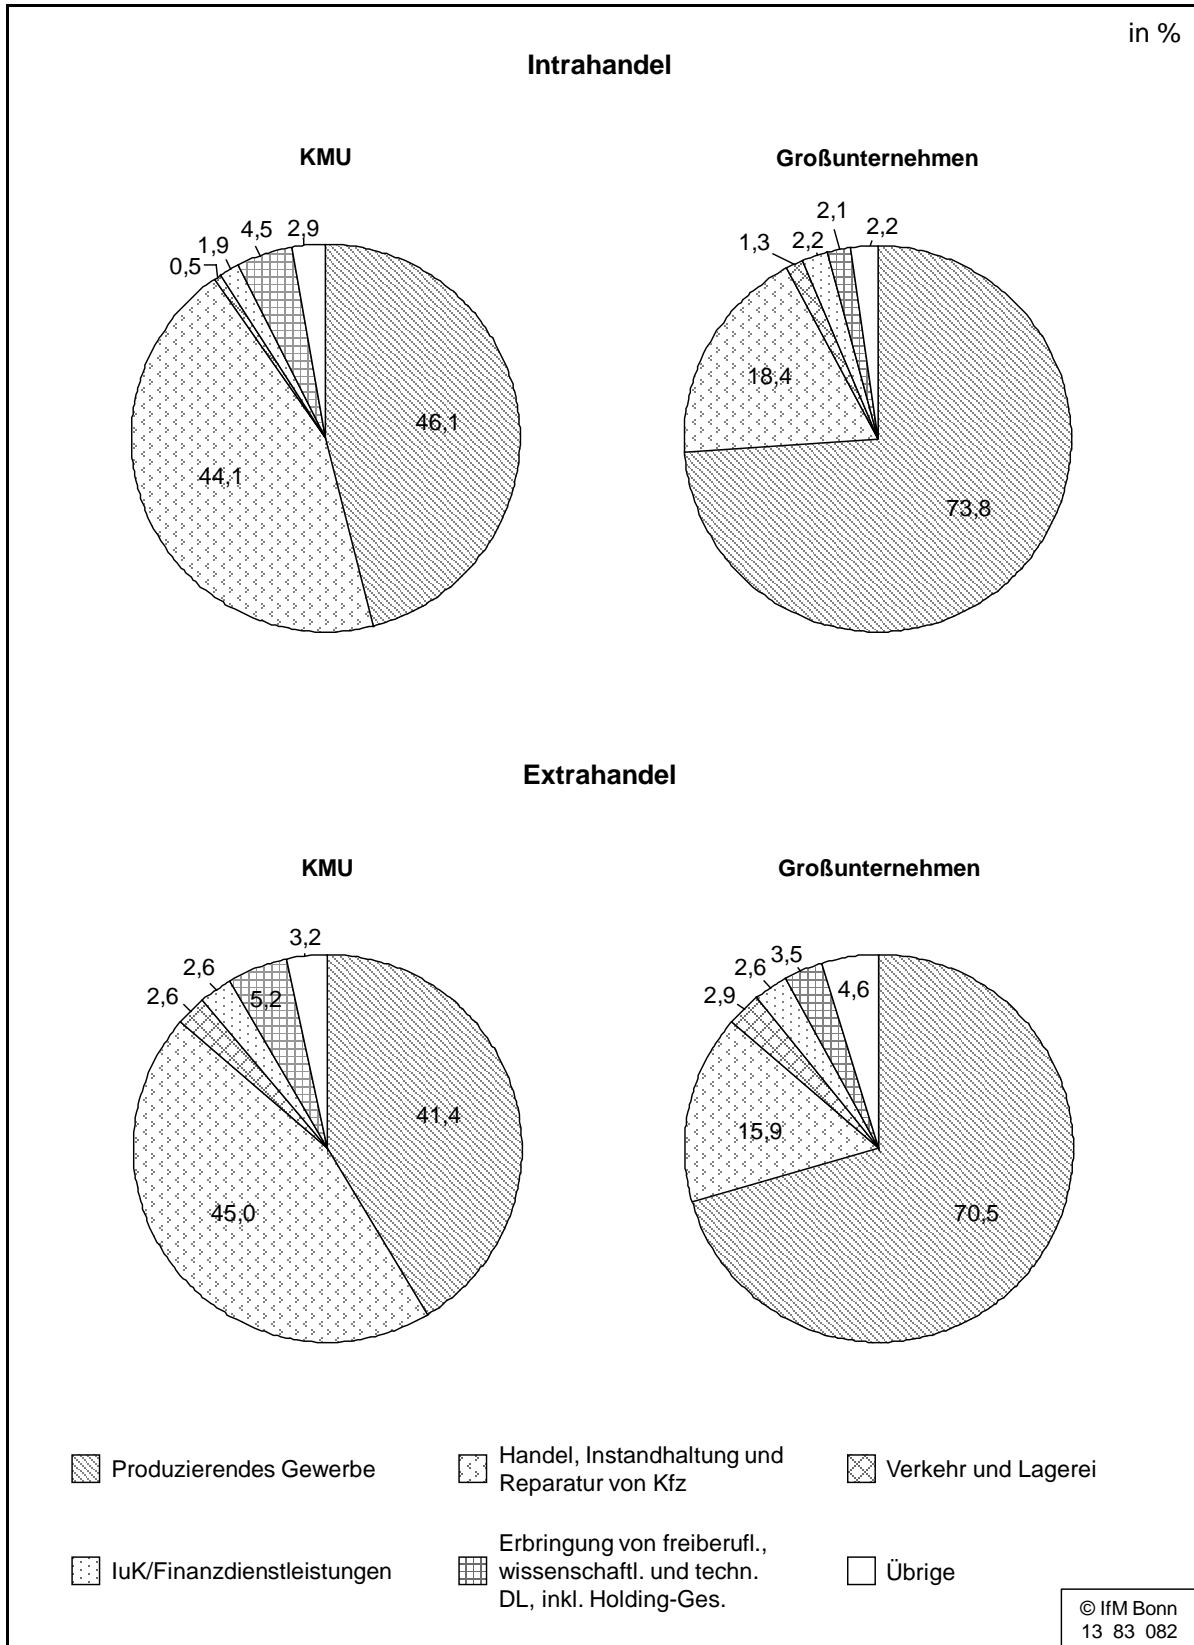 in %
Intrahandel
KMU
Großunternehmen
0,5
1,9
4,5
2,9
46,1
44,1
1,3
2,2
2,1
2,2
18,4
73,8
Extrahandel
KMU
Großunternehmen
2,6
2,6
5,2
3,2
41,4
45,0
2,9
2,6
3,5
4,6
15,9
70,5
Produzierendes Gewerbe
Handel, Instandhaltung und
Reparatur von Kfz
Verkehr und Lagerei
IuK/Finanzdienstleistungen
Erbringung von freiberufl.,
wissenschaftl. und techn.
DL, inkl. Holding-Ges.
Übrige
© IfM Bonn
13 83 082